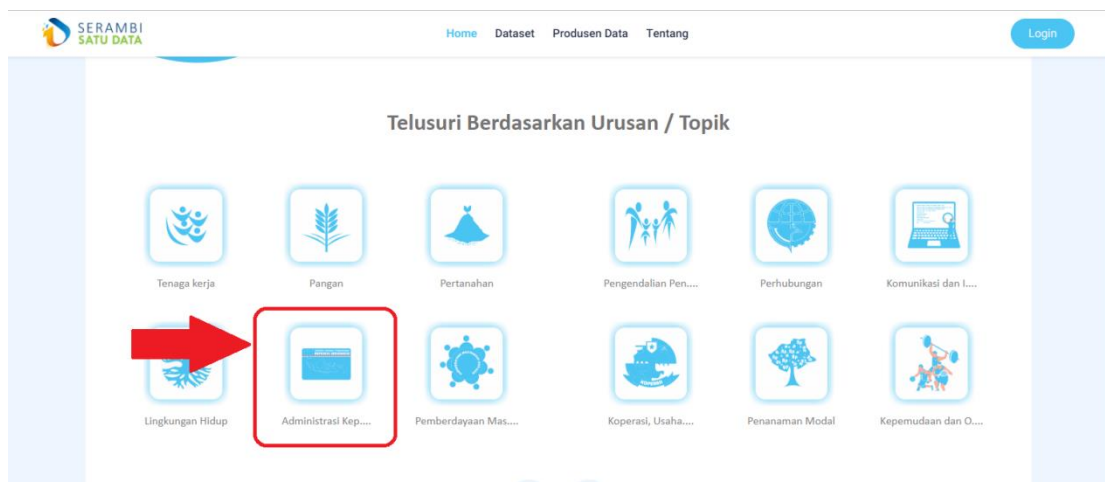 SERAMBI
SATU DATA
Home Dataset Produsen Data Tentang
Login
Telusuri Berdasarkan Urusan / Topik
Tenaga kerja Pangan Pertanahan Pengendalian Pen.... Perhubungan Komunikasi dan I....
Lingkungan Hidup Administrasi Kep.... Pemberdayaan Mas.... Koperasi, Usaha.... Penanaman Modal Kepemudaan dan O....